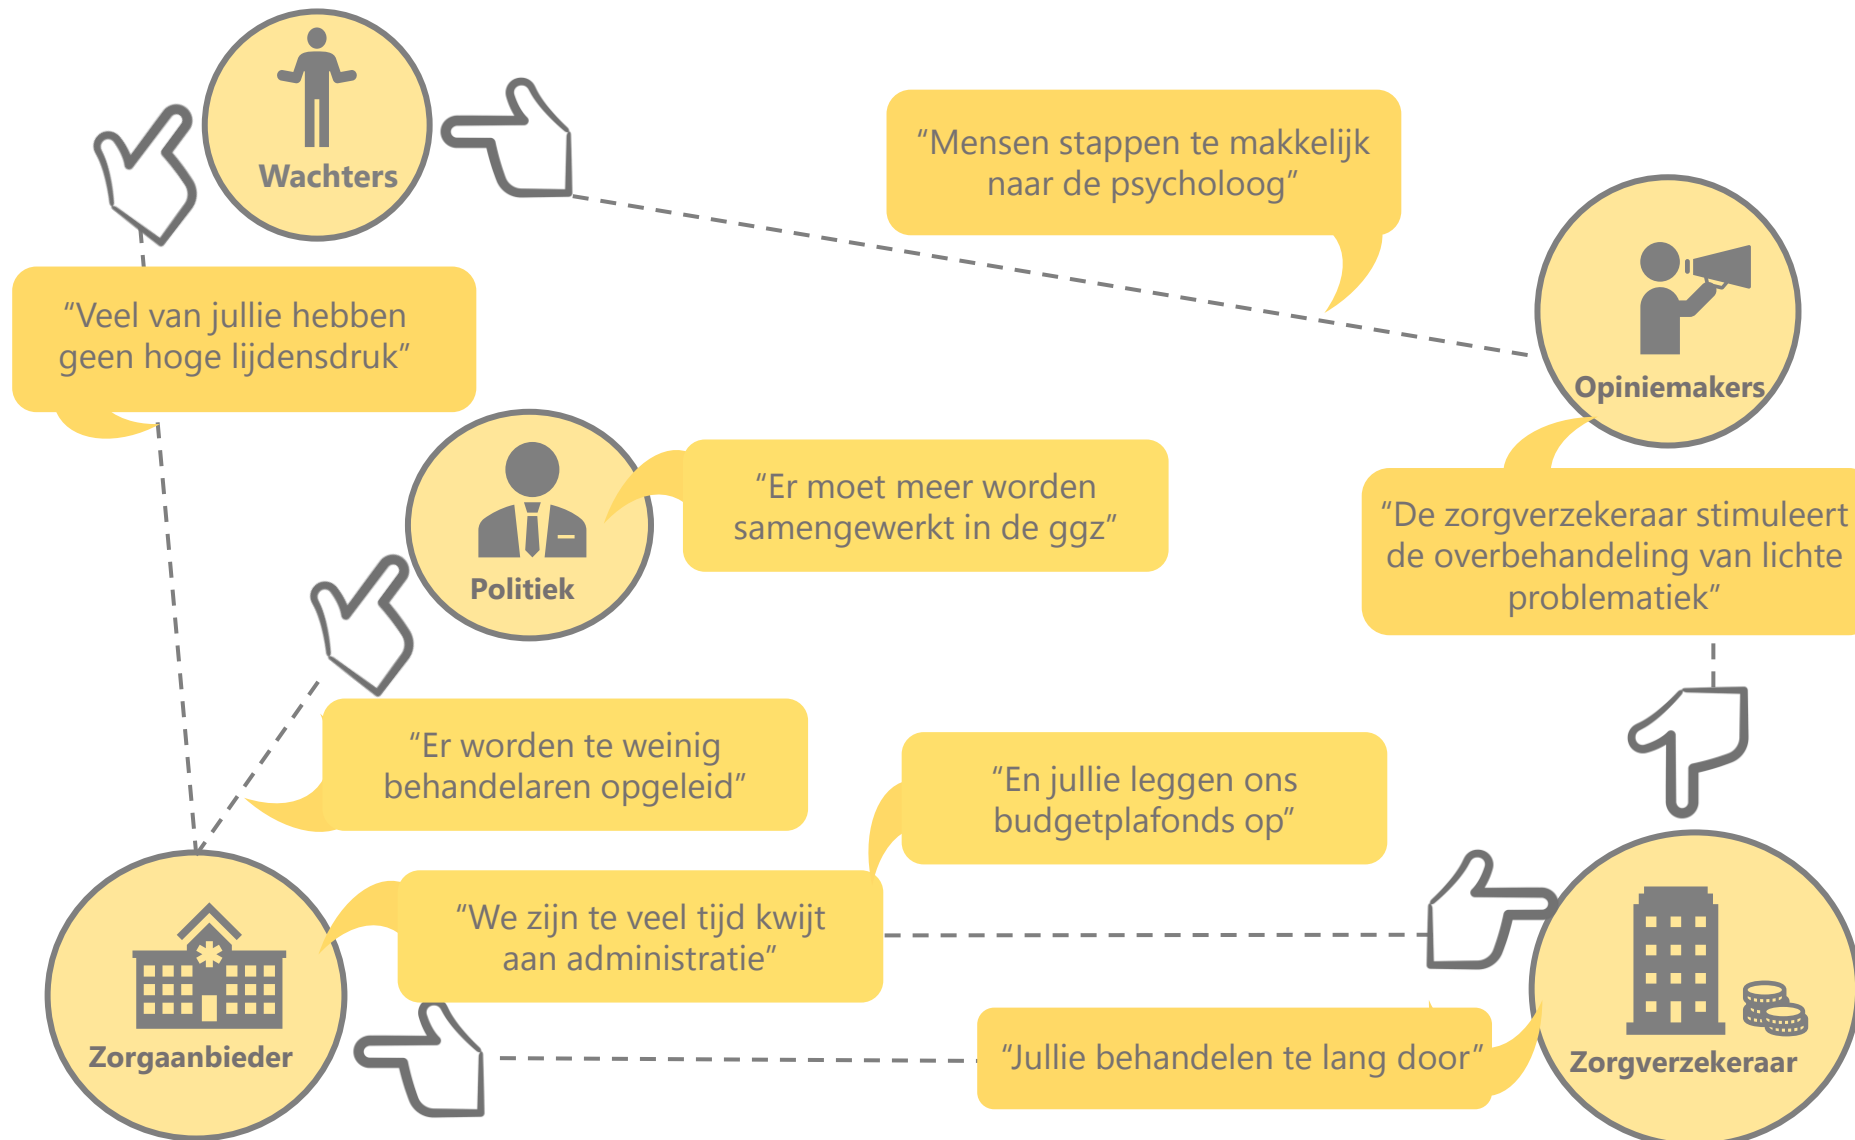 Wachters
“Mensen stappen te makkelijk
naar de psycholoog”
“Veel van jullie hebben
geen hoge lijdensdruk”
Opiniemakers
“Er moet meer worden
samengewerkt in de ggz”
Politiek
“De zorgverzekeraar stimuleert
de overbehandeling van lichte
problematiek”
“Er worden te weinig
behandelaren opgeleid”
“En jullie leggen ons
budgetplafonds op”
“We zijn te veel tijd kwijt
aan administratie”
Zorgaanbieder
“Jullie behandelen te lang door”
Zorgverzekeraar